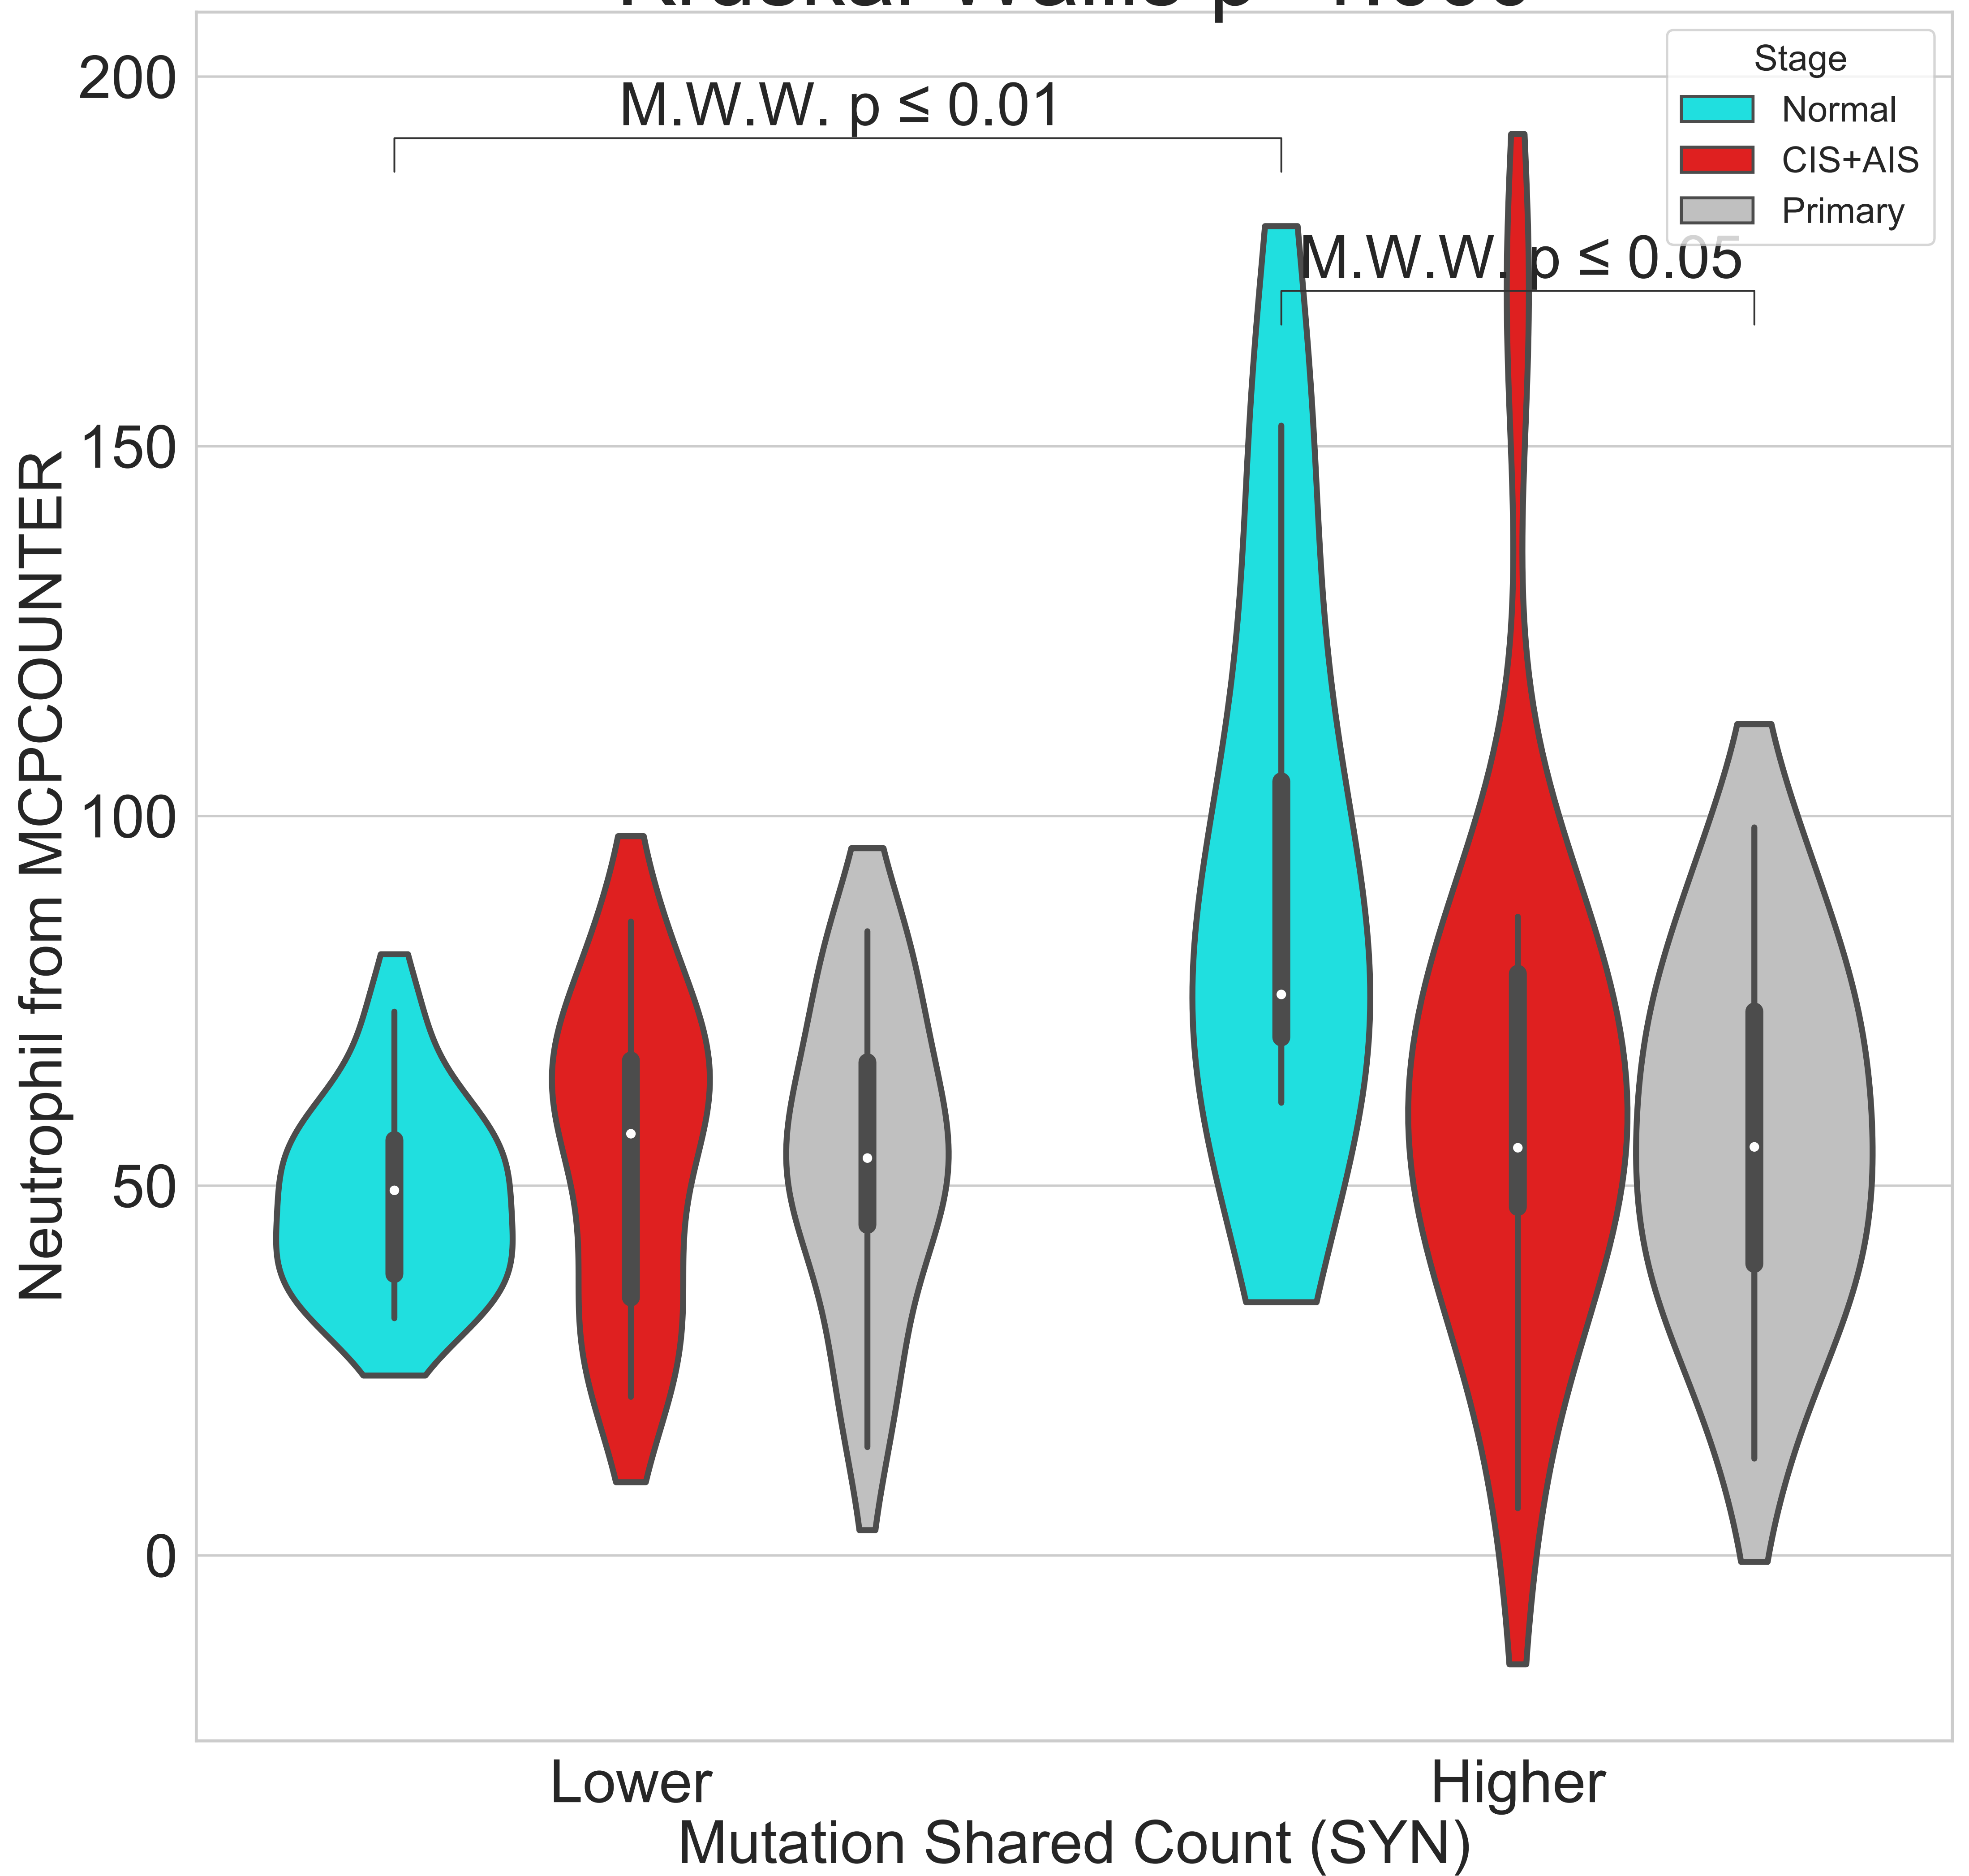 200
M.W.W. p ≤ 0.01
Stage
Normal
CIS+AIS
Primary
M.W.W. p ≤ 0.05
150
100
50
0
Neutrophil from MCPCOUNTER
Lower
Higher
Mutation Shared Count (SYN)